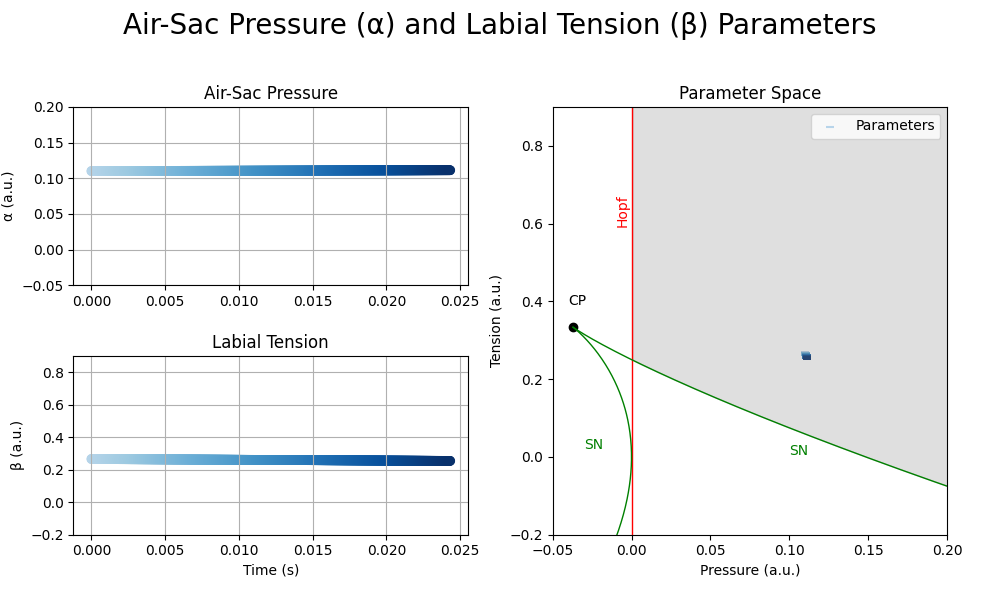 Air-Sac Pressure (α) and Labial Tension (β) Parameters
Air-Sac Pressure
0.20
0.15
0.10
0.05
0.00
−0.05
α (a.u.)
0.000 0.005 0.010 0.015 0.020 0.025
Labial Tension
0.8
0.6
0.4
0.2
0.0
−0.2
β (a.u.)
0.000 0.005 0.010 0.015 0.020 0.025
Time (s)
Parameter Space
Parameters
0.8
0.6
0.4
0.2
0.0
−0.2
Tension (a.u.)
Hopf
CP
SN
SN
−0.05 0.00 0.05 0.10 0.15 0.20
Pressure (a.u.)